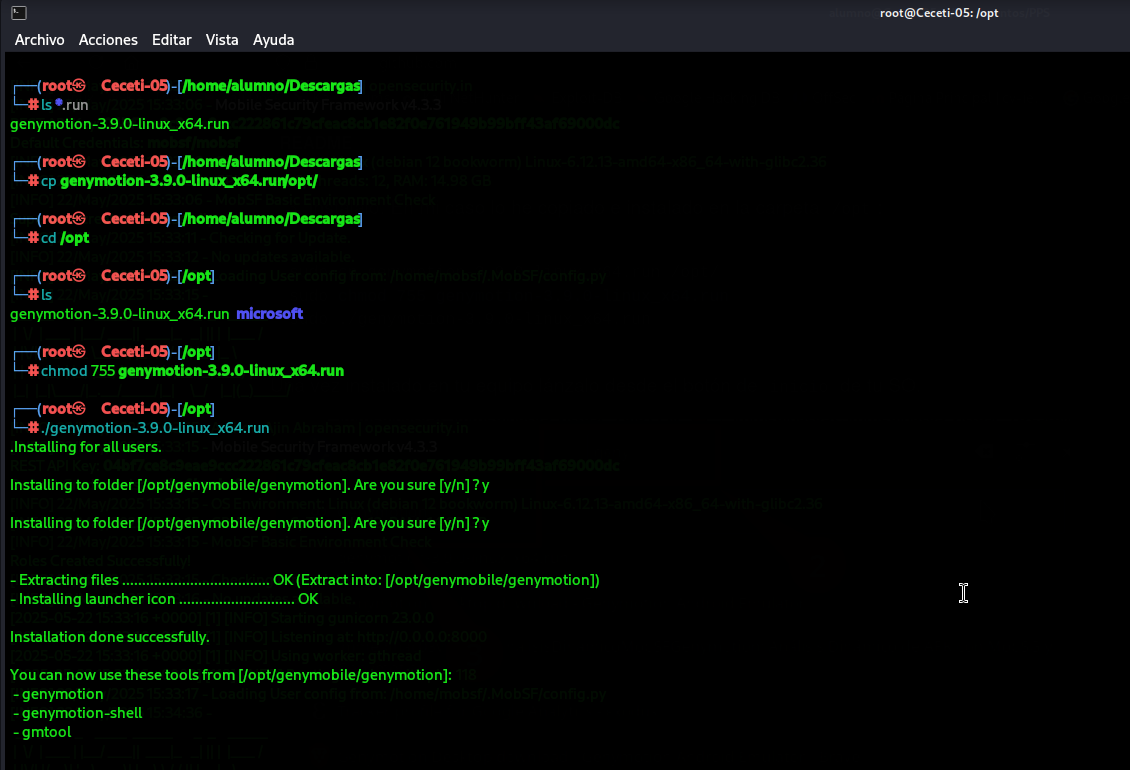 root@Ceceti-05: /opt
Archivo Acciones Editar Vista Ayuda
┌──(root㉿ Ceceti-05)-[/home/alumno/Descargas]
└─# ls *.run
genymotion-3.9.0-linux_x64.run
┌──(root㉿ Ceceti-05)-[/home/alumno/Descargas]
└─# cp genymotion-3.9.0-linux_x64.run/opt/
┌──(root㉿ Ceceti-05)-[/home/alumno/Descargas]
└─# cd /opt
┌──(root㉿ Ceceti-05)-[/opt]
└─# ls
genymotion-3.9.0-linux_x64.run microsoft
┌──(root㉿ Ceceti-05)-[/opt]
└─# chmod 755 genymotion-3.9.0-linux_x64.run
┌──(root㉿ Ceceti-05)-[/opt]
└─# ./genymotion-3.9.0-linux_x64.run
.Installing for all users.
Installing to folder [/opt/genymobile/genymotion]. Are you sure [y/n] ? y
Installing to folder [/opt/genymobile/genymotion]. Are you sure [y/n] ? y
- Extracting files ..................................... OK (Extract into: [/opt/genymobile/genymotion])
- Installing launcher icon ............................. OK
Installation done successfully.
You can now use these tools from [/opt/genymobile/genymotion]:
- genymotion
- genymotion-shell
- gmtool